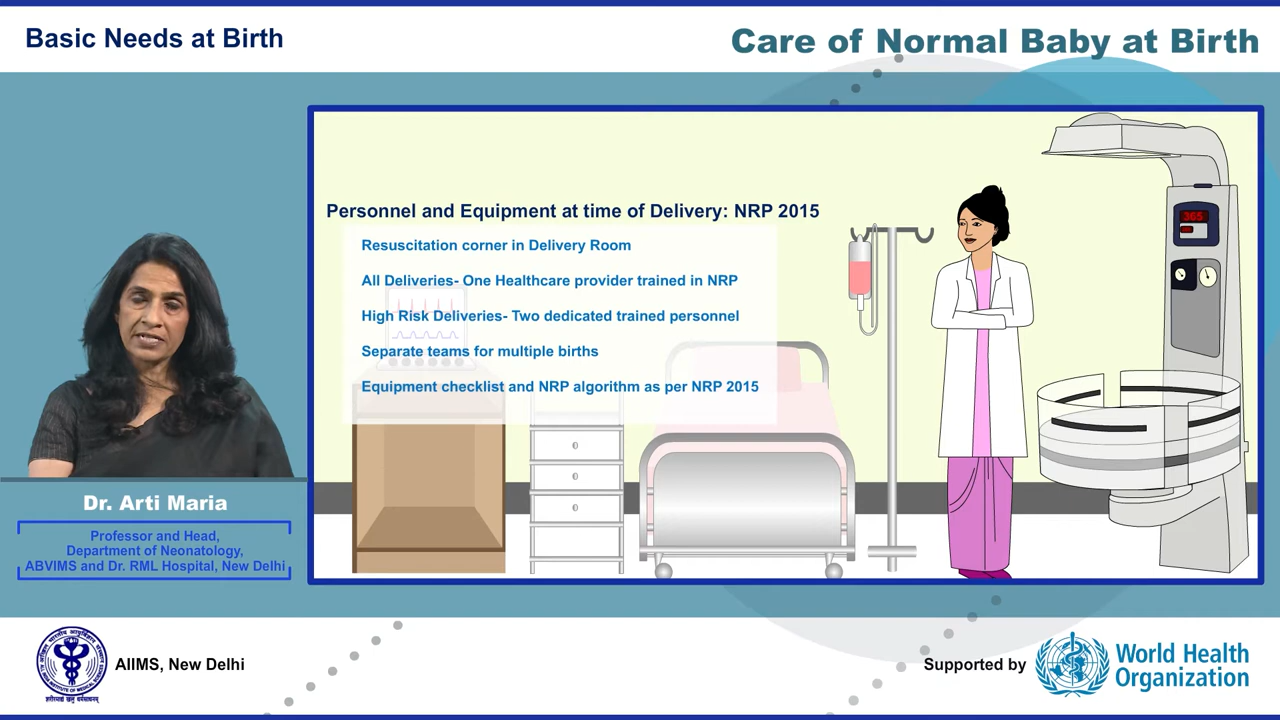 Basic Needs at Birth
Care of Normal Baby at Birth
Personnel and Equipment at time of Delivery: NRP 2015
Resuscitation corner in Delivery Room
All Deliveries- One Healthcare provider trained in NRP
High Risk Deliveries- Two dedicated trained personnel
Separate teams for multiple births
Equipment checklist and NRP algorithm as per NRP 2015
365
Dr. Arti Maria
Professor and Head,
Department of Neonatology,
ABVIMS and Dr. RML Hospital, New Delhi
AIIMS, New Delhi
Supported by
World Health
Organization